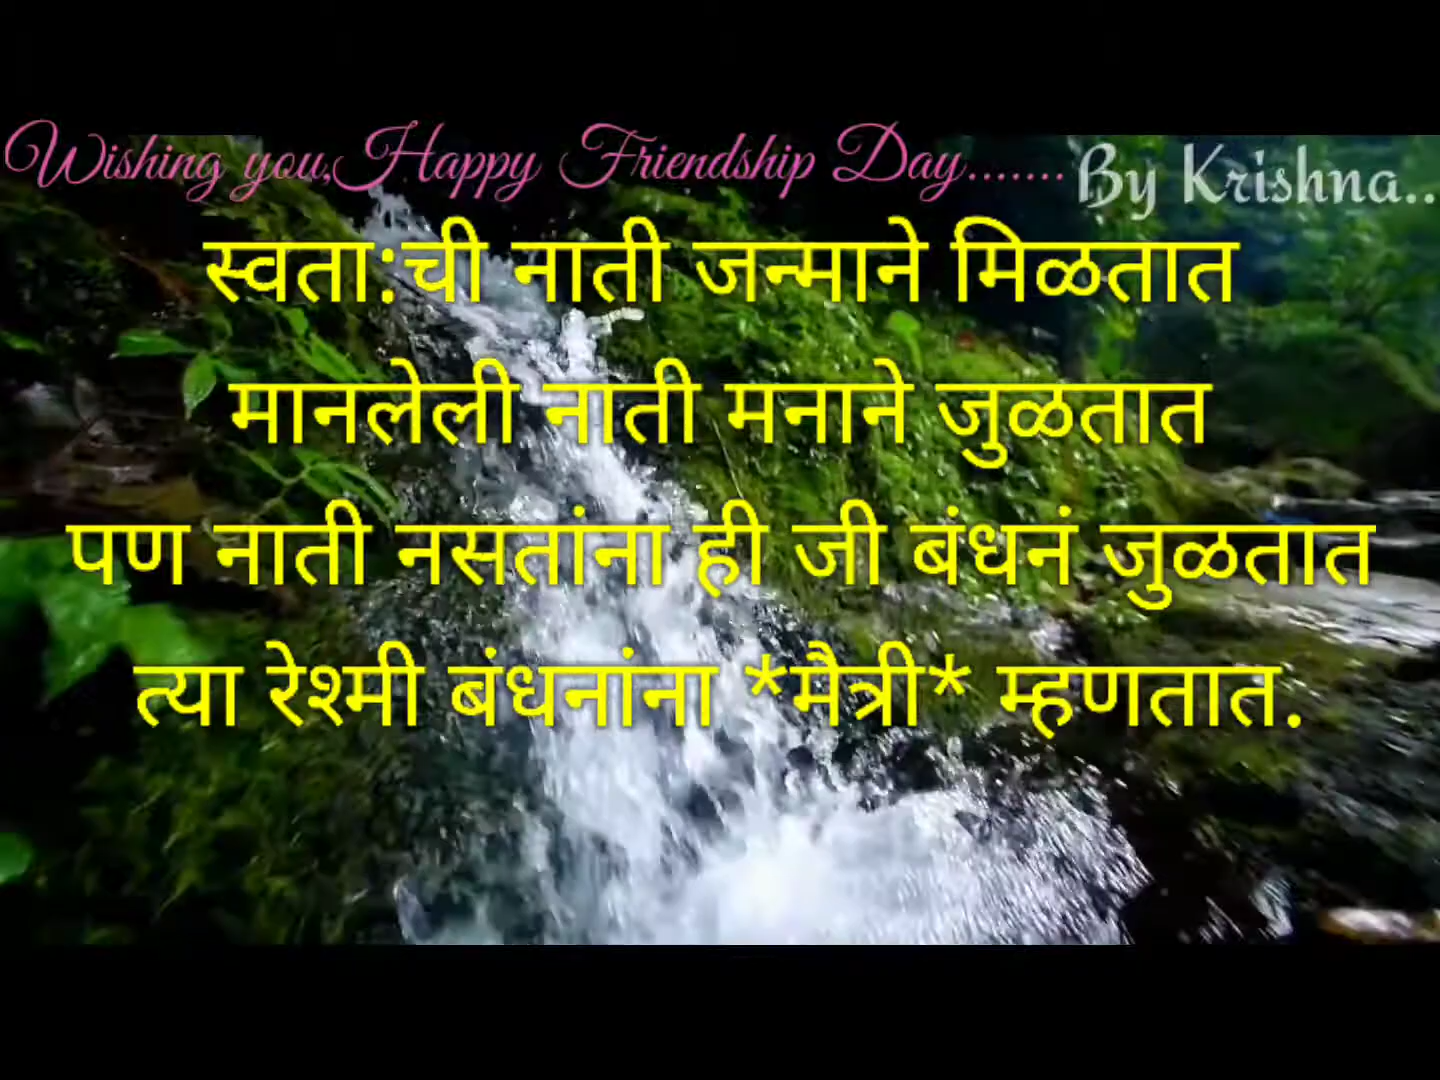 Wishing you,Happy Friendship Day....... By Krishna..
स्वता:ची नाती जन्माने मिळतात
मानलेली नाती मनाने जुळतात
पण नाती नसतांना ही जी बंधनं जुळतात
त्या रेश्मी बंधनांना *मैत्री* म्हणतात.